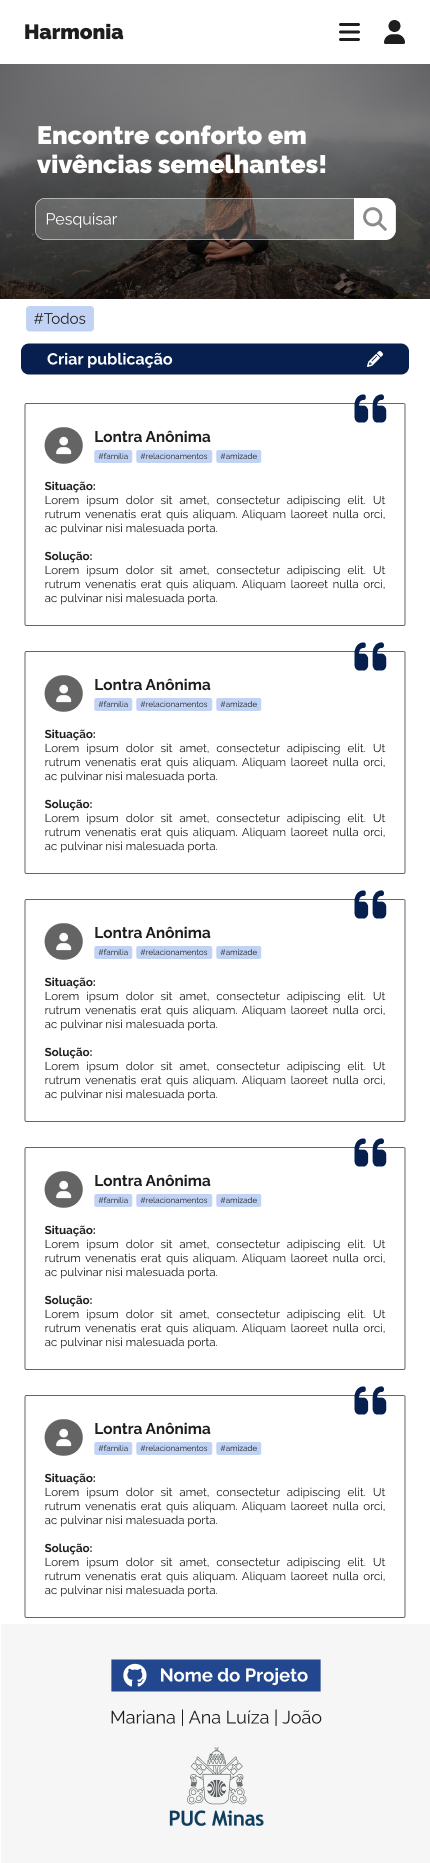 Harmonia
Encontre conforto em
vivências semelhantes!
Pesquisar
#Todos
Criar publicação
Lontra Anônima
#família #relacionamentos #amizade
Situação:
Lorem ipsum dolor sit amet, consectetur adipiscing elit. Ut
rutrum venenatis erat quis aliquam. Aliquam laoreet nulla orci,
ac pulvinar nisi malesuada porta.
Solução:
Lorem ipsum dolor sit amet, consectetur adipiscing elit. Ut
rutrum venenatis erat quis aliquam. Aliquam laoreet nulla orci,
ac pulvinar nisi malesuada porta.
Lontra Anônima
#família #relacionamentos #amizade
Situação:
Lorem ipsum dolor sit amet, consectetur adipiscing elit. Ut
rutrum venenatis erat quis aliquam. Aliquam laoreet nulla orci,
ac pulvinar nisi malesuada porta.
Solução:
Lorem ipsum dolor sit amet, consectetur adipiscing elit. Ut
rutrum venenatis erat quis aliquam. Aliquam laoreet nulla orci,
ac pulvinar nisi malesuada porta.
Lontra Anônima
#família #relacionamentos #amizade
Situação:
Lorem ipsum dolor sit amet, consectetur adipiscing elit. Ut
rutrum venenatis erat quis aliquam. Aliquam laoreet nulla orci,
ac pulvinar nisi malesuada porta.
Solução:
Lorem ipsum dolor sit amet, consectetur adipiscing elit. Ut
rutrum venenatis erat quis aliquam. Aliquam laoreet nulla orci,
ac pulvinar nisi malesuada porta.
Lontra Anônima
#família #relacionamentos #amizade
Situação:
Lorem ipsum dolor sit amet, consectetur adipiscing elit. Ut
rutrum venenatis erat quis aliquam. Aliquam laoreet nulla orci,
ac pulvinar nisi malesuada porta.
Solução:
Lorem ipsum dolor sit amet, consectetur adipiscing elit. Ut
rutrum venenatis erat quis aliquam. Aliquam laoreet nulla orci,
ac pulvinar nisi malesuada porta.
Lontra Anônima
#família #relacionamentos #amizade
Situação:
Lorem ipsum dolor sit amet, consectetur adipiscing elit. Ut
rutrum venenatis erat quis aliquam. Aliquam laoreet nulla orci,
ac pulvinar nisi malesuada porta.
Solução:
Lorem ipsum dolor sit amet, consectetur adipiscing elit. Ut
rutrum venenatis erat quis aliquam. Aliquam laoreet nulla orci,
ac pulvinar nisi malesuada porta.
Nome do Projeto
Mariana | Ana Luíza | João
PUC Minas